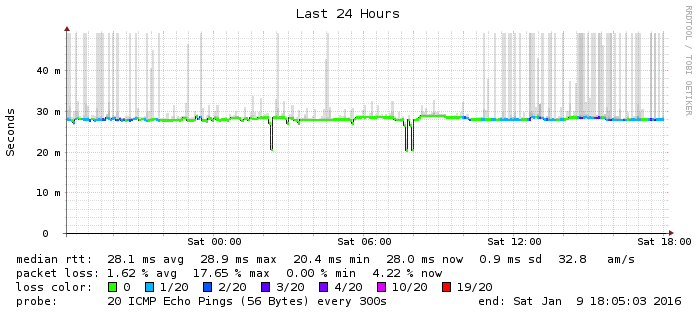 Last 24 Hours
RRDTOOL / TOBI OETIKER
Seconds
40 m
30 m
20 m
10 m
0
Sat 00:00 Sat 06:00 Sat 12:00 Sat 18:00
median rtt: 28.1 ms avg 28.9 ms max 20.4 ms min 28.0 ms now 0.9 ms sd 32.8 am/s
packet loss: 1.62 % avg 17.65 % max 0.00 % min 4.22 % now
loss color: 0 1/20 2/20 3/20 4/20 10/20 19/20
probe: 20 ICMP Echo Pings (56 Bytes) every 300s end: Sat Jan 9 18:05:03 2016